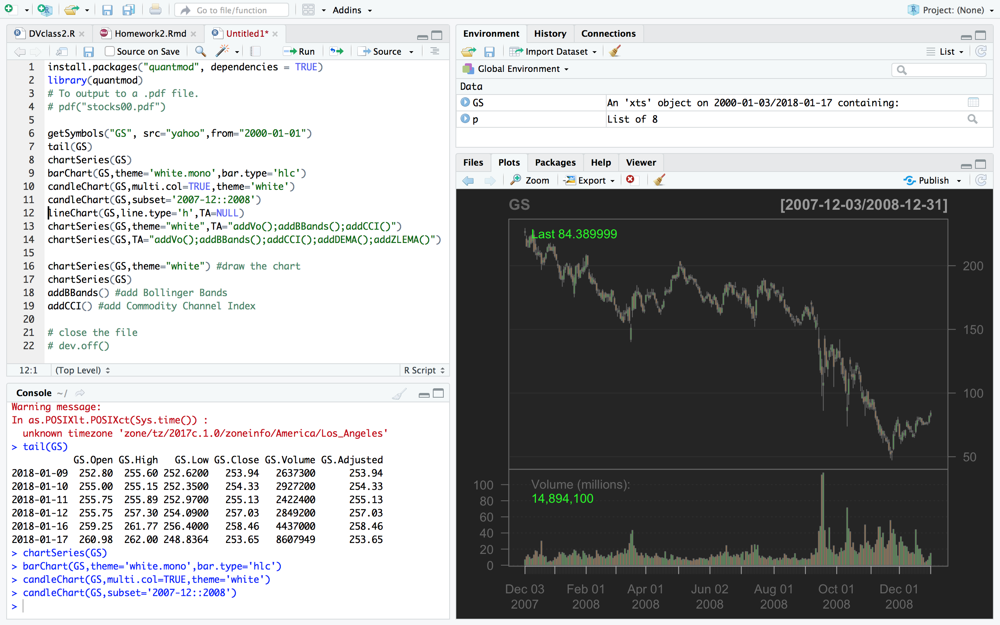 Go to file/function
Addins
Project: (None)
DVclass2.R
Homework2.Rmd
Untitled1*
Source on Save
Run
Source
1 install.packages("quantmod", dependencies = TRUE)
2 library(quantmod)
3 # To output to a .pdf file.
4 # pdf("stocks00.pdf")
5
6 getSymbols("GS", src="yahoo",from="2000-01-01")
7 tail(GS)
8 chartSeries(GS)
9 barChart(GS,theme='white.mono',bar.type='hlc')
10 candleChart(GS,multi.col=TRUE,theme='white')
11 candleChart(GS,subset='2007-12::2008')
12 lineChart(GS,line.type='h',TA=NULL)
13 chartSeries(GS,theme="white",TA="addVo();addBBands();addCCI()")
14 chartSeries(GS,TA="addVo();addBBands();addCCI();addDEMA();addZLEMA()")
15
16 chartSeries(GS,theme="white") #draw the chart
17 chartSeries(GS)
18 addBBands() #add Bollinger Bands
19 addCCI() #add Commodity Channel Index
20
21 # close the file
22 # dev.off()
12:1 (Top Level) R Script
Console ~/
Warning message:
In as.POSIXlt.POSIXct(Sys.time()) :
  unknown timezone 'zone/tz/2017c.1.0/zoneinfo/America/Los_Angeles'
> tail(GS)
           GS.Open GS.High   GS.Low GS.Close GS.Volume GS.Adjusted
2018-01-09  252.80  255.60 252.6200   253.94   2637300      253.94
2018-01-10  255.00  255.15 252.3500   254.33   2927200      254.33
2018-01-11  255.75  255.89 252.9700   255.13   2422400      255.13
2018-01-12  255.75  257.30 254.0900   257.03   2849200      257.03
2018-01-16  259.25  261.77 256.4000   258.46   4437000      258.46
2018-01-17  260.98  262.00 248.8364   253.65   8607949      253.65
> chartSeries(GS)
> barChart(GS,theme='white.mono',bar.type='hlc')
> candleChart(GS,multi.col=TRUE,theme='white')
> candleChart(GS,subset='2007-12::2008')
>
Environment History Connections
Import Dataset
List
Global Environment
Data
GS An 'xts' object on 2000-01-03/2018-01-17 containing:
p List of 8
Files Plots Packages Help Viewer
Zoom Export Publish
GS [2007-12-03/2008-12-31]
Last 84.389999
200
150
100
50
Volume (millions):
14,894,100
100
80
60
40
20
0
Dec 03 Feb 01 Apr 01 Jun 02 Aug 01 Oct 01 Dec 01
2007 2008 2008 2008 2008 2008 2008